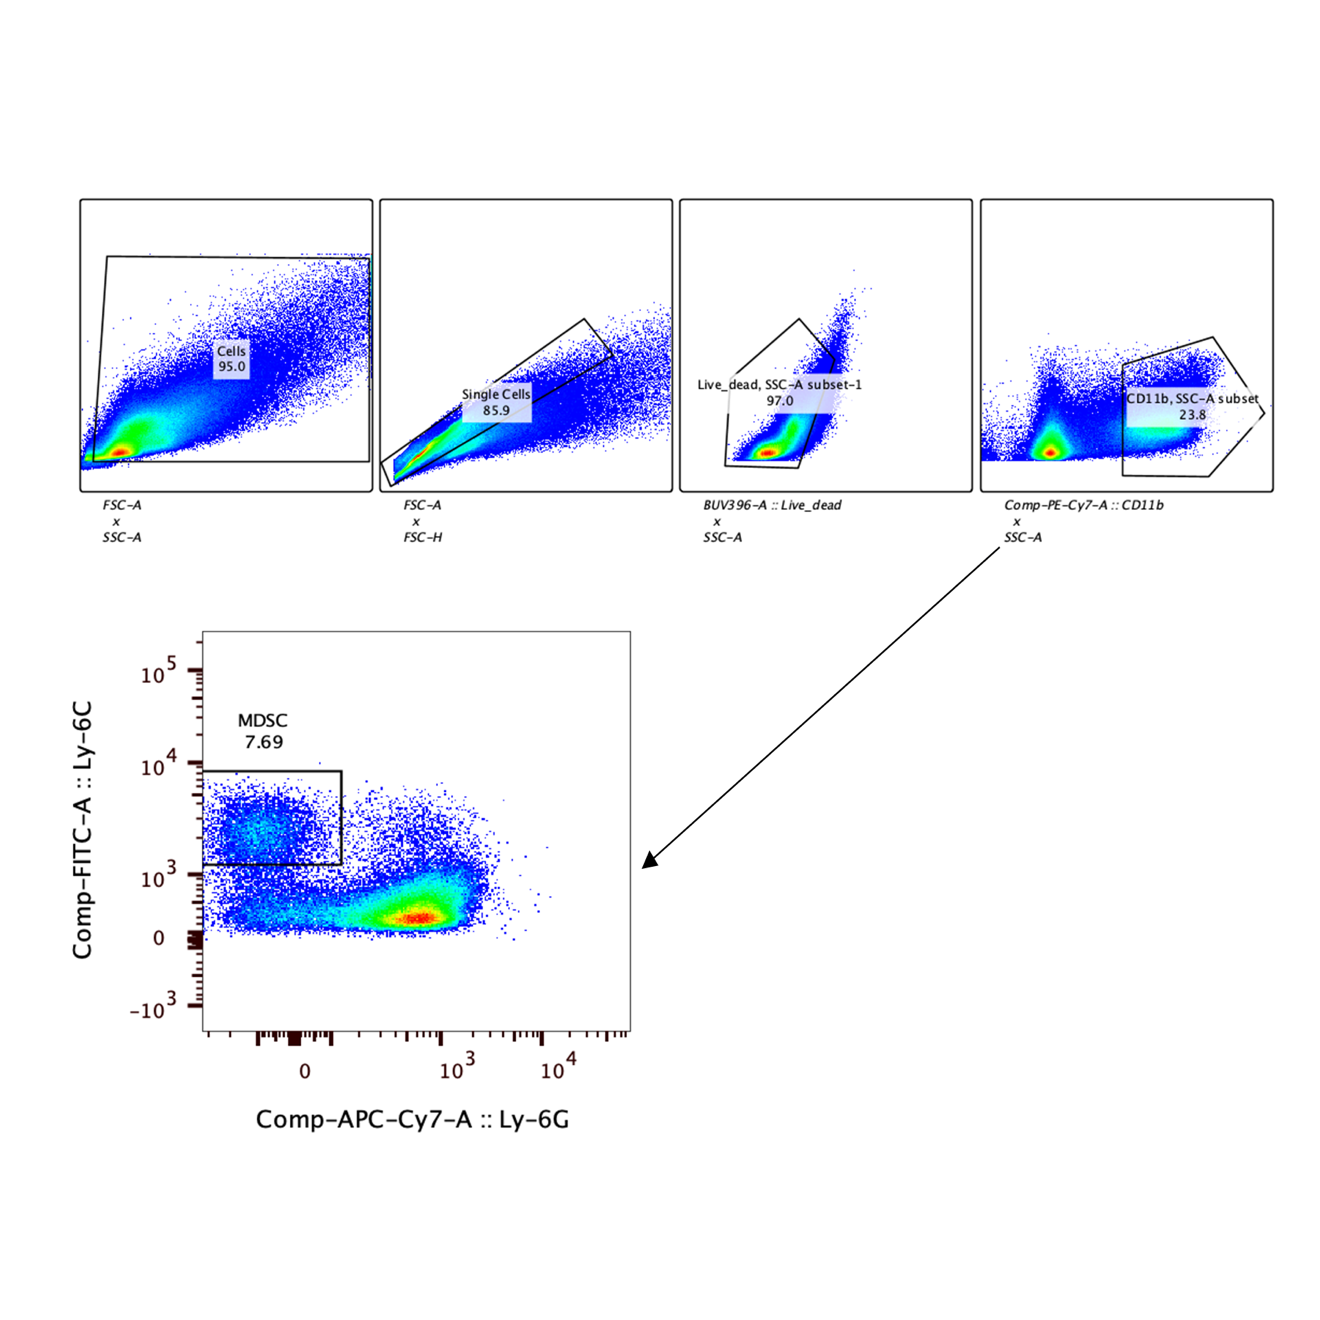 Cells
95.0
Single Cells
85.9
Live_dead, SSC-A subset-1
97.0
CD11b, SSC-A subset
23.8
FSC-A
x
SSC-A
FSC-A
x
FSC-H
BUV396-A :: Live_dead
x
SSC-A
Comp-PE-Cy7-A :: CD11b
x
SSC-A
MDSC
7.69
10^5
10^4
10^3
0
-10^3
Comp-FITC-A :: Ly-6C
0 10^3 10^4
Comp-APC-Cy7-A :: Ly-6G